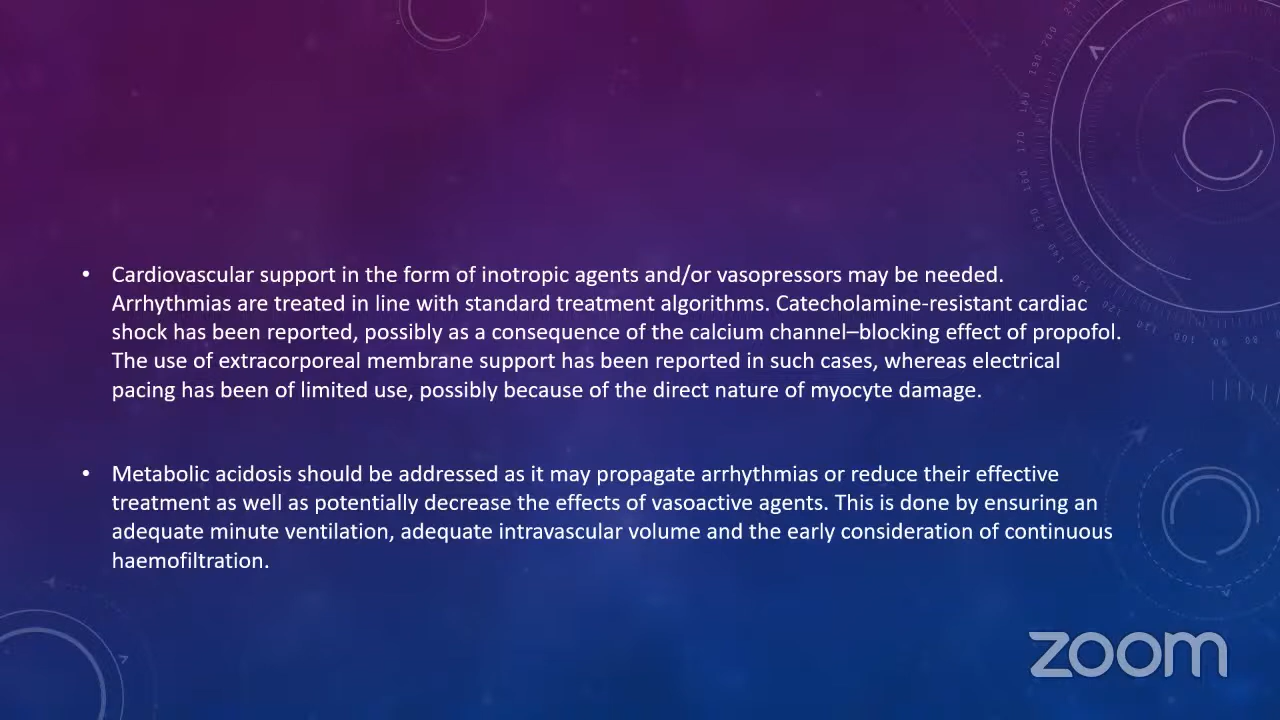 • Cardiovascular support in the form of inotropic agents and/or vasopressors may be needed.
Arrhythmias are treated in line with standard treatment algorithms. Catecholamine-resistant cardiac
shock has been reported, possibly as a consequence of the calcium channel–blocking effect of propofol.
The use of extracorporeal membrane support has been reported in such cases, whereas electrical
pacing has been of limited use, possibly because of the direct nature of myocyte damage.
• Metabolic acidosis should be addressed as it may propagate arrhythmias or reduce their effective
treatment as well as potentially decrease the effects of vasoactive agents. This is done by ensuring an
adequate minute ventilation, adequate intravascular volume and the early consideration of continuous
haemofiltration.
zoom